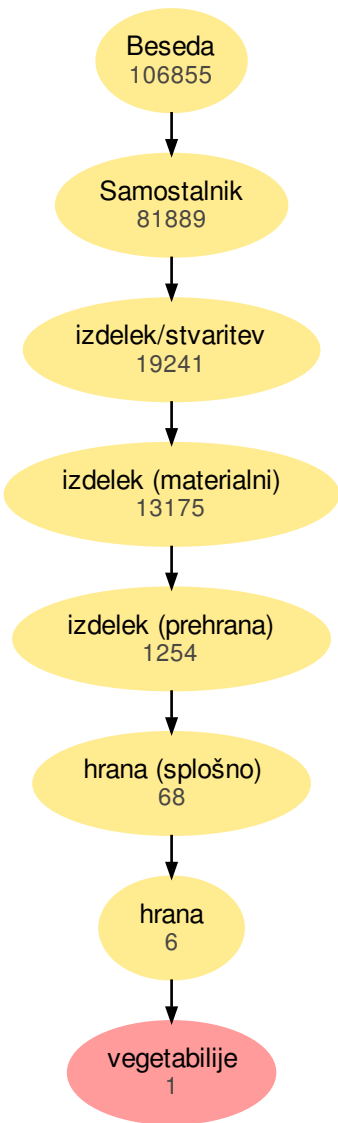 Beseda
106855
Samostalnik
81889
izdelek/stvaritev
19241
izdelek (materialni)
13175
izdelek (prehrana)
1254
hrana (splošno)
68
hrana
6
vegetabilije
1